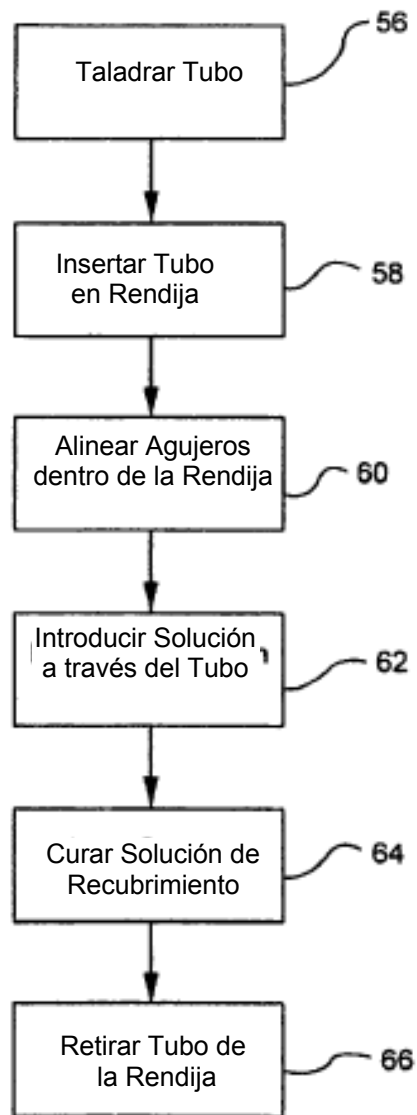 56
Taladrar Tubo
Insertar Tubo
en Rendija
58
Alinear Agujeros
dentro de la Rendija
60
Introducir Solución
a través del Tubo
62
Curar Solución de
Recubrimiento
64
Retirar Tubo de
la Rendija
66